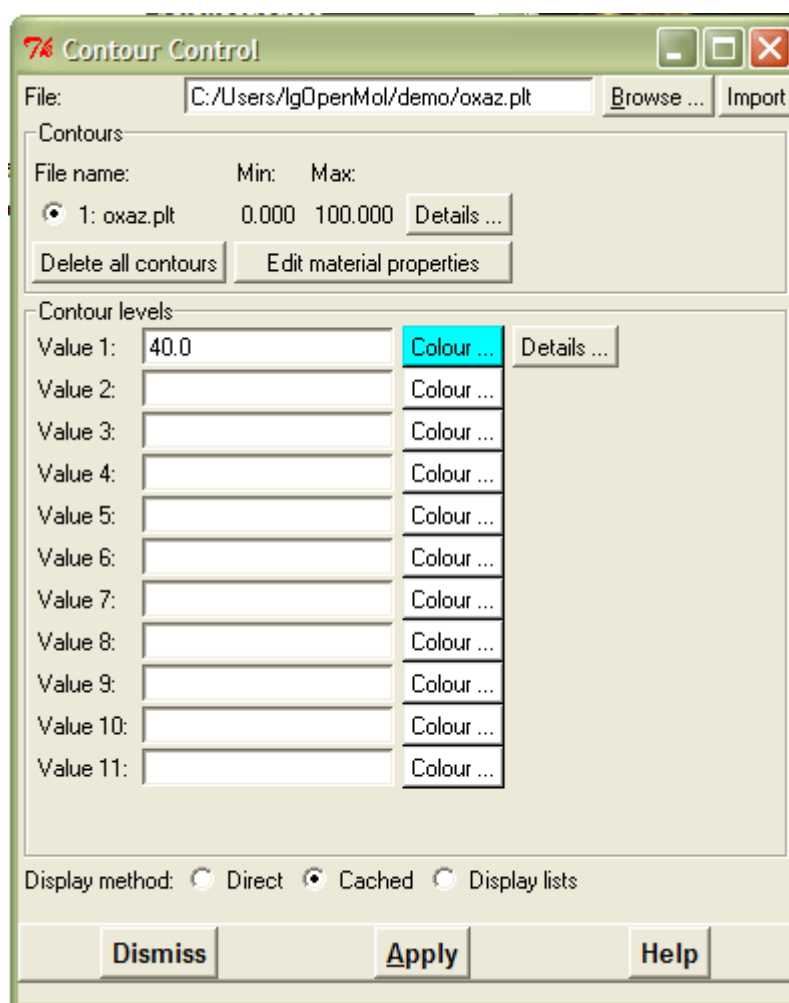 Contour Control
File: C:/Users/lgOpenMol/demo/oxaz.plt Browse ... Import
Contours
File name: Min: Max:
1: oxaz.plt 0.000 100.000 Details ...
Delete all contours Edit material properties
Contour levels
Value 1: 40.0 Colour ... Details ...
Value 2: Colour ...
Value 3: Colour ...
Value 4: Colour ...
Value 5: Colour ...
Value 6: Colour ...
Value 7: Colour ...
Value 8: Colour ...
Value 9: Colour ...
Value 10: Colour ...
Value 11: Colour ...
Display method: Direct Cached Display lists
Dismiss Apply Help